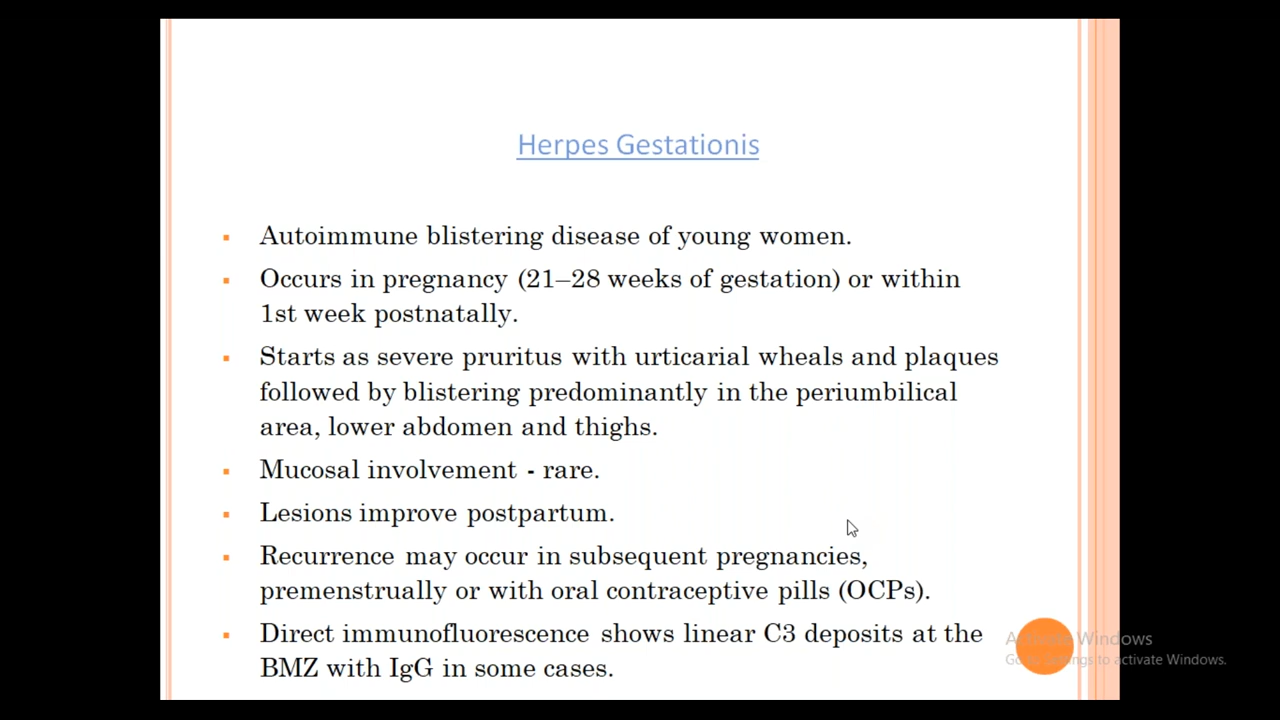 Herpes Gestationis
▪ Autoimmune blistering disease of young women.
▪ Occurs in pregnancy (21–28 weeks of gestation) or within
1st week postnatally.
▪ Starts as severe pruritus with urticarial wheals and plaques
followed by blistering predominantly in the periumbilical
area, lower abdomen and thighs.
▪ Mucosal involvement - rare.
▪ Lesions improve postpartum.
▪ Recurrence may occur in subsequent pregnancies,
premenstrually or with oral contraceptive pills (OCPs).
▪ Direct immunofluorescence shows linear C3 deposits at the
BMZ with IgG in some cases.
Activate Windows
Go to Settings to activate Windows.